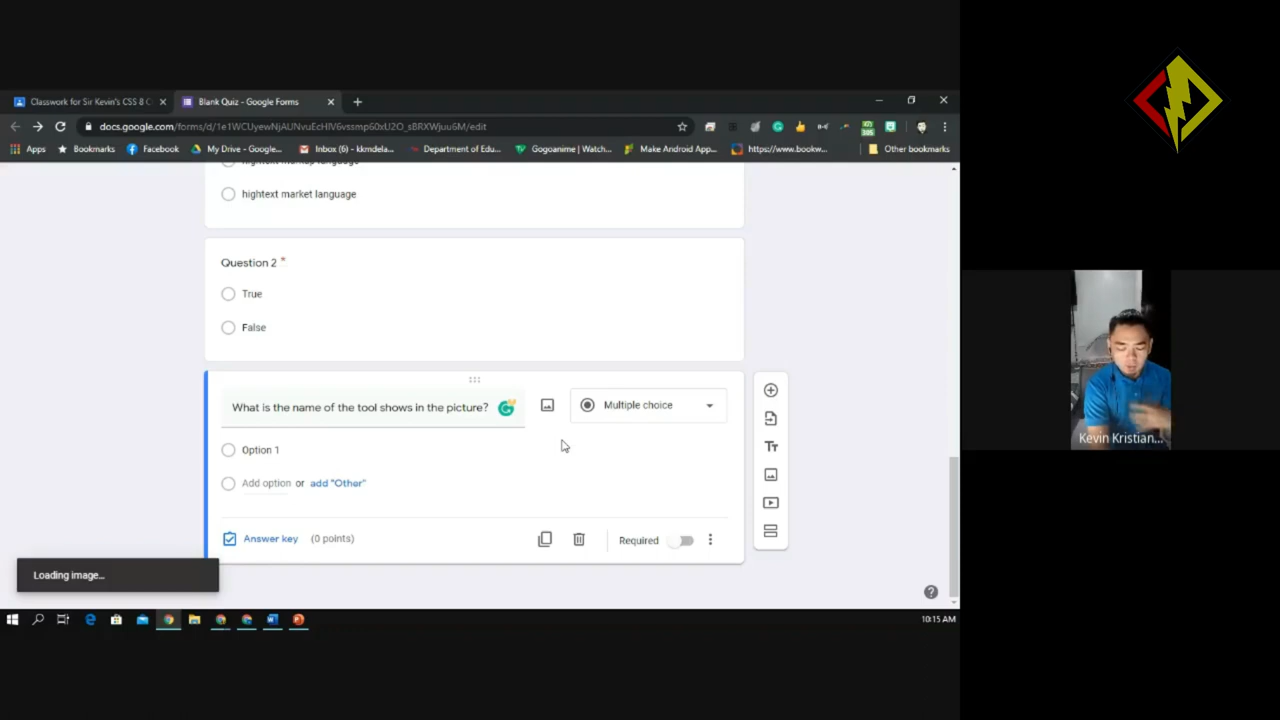 Classwork for Sir Kevin's CSS 8 C
Blank Quiz - Google Forms
docs.google.com/forms/d/1e1WCUyewNjAUNvuEcHlV6vssmp60xU2O_sBRXWjuu6M/edit
Apps
Bookmarks
Facebook
My Drive - Google...
Inbox (6) - kkmdela...
Department of Edu...
Gogoanime | Watch...
Make Android App...
https://www.bookw...
Other bookmarks
hightext markup language
hightext market language
Question 2 *
True
False
What is the name of the tool shows in the picture?
Multiple choice
Option 1
Add option or add "Other"
Answer key (0 points)
Required
Loading image...
10:15 AM
Kevin Kristian...